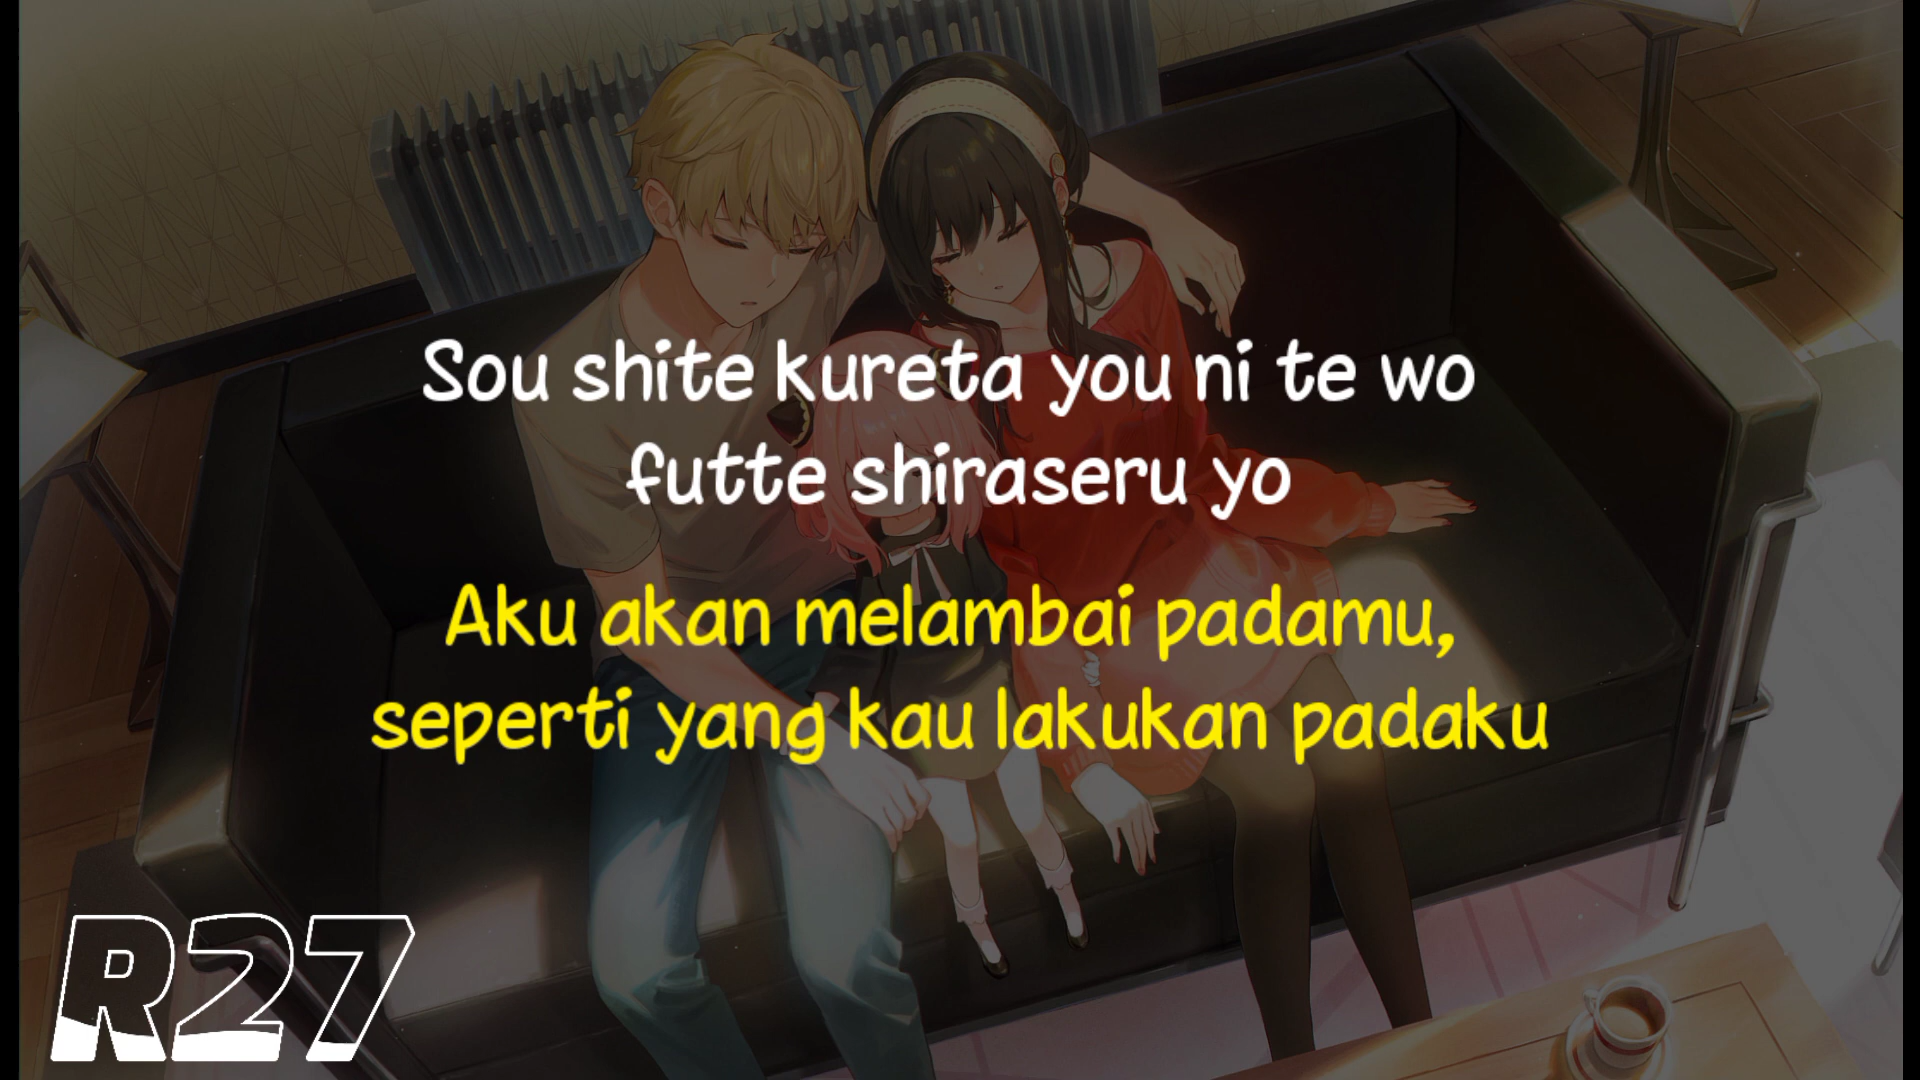 Sou shite kureta you ni te wo
futte shiraseru yo
Aku akan melambai padamu,
seperti yang kau lakukan padaku
R27